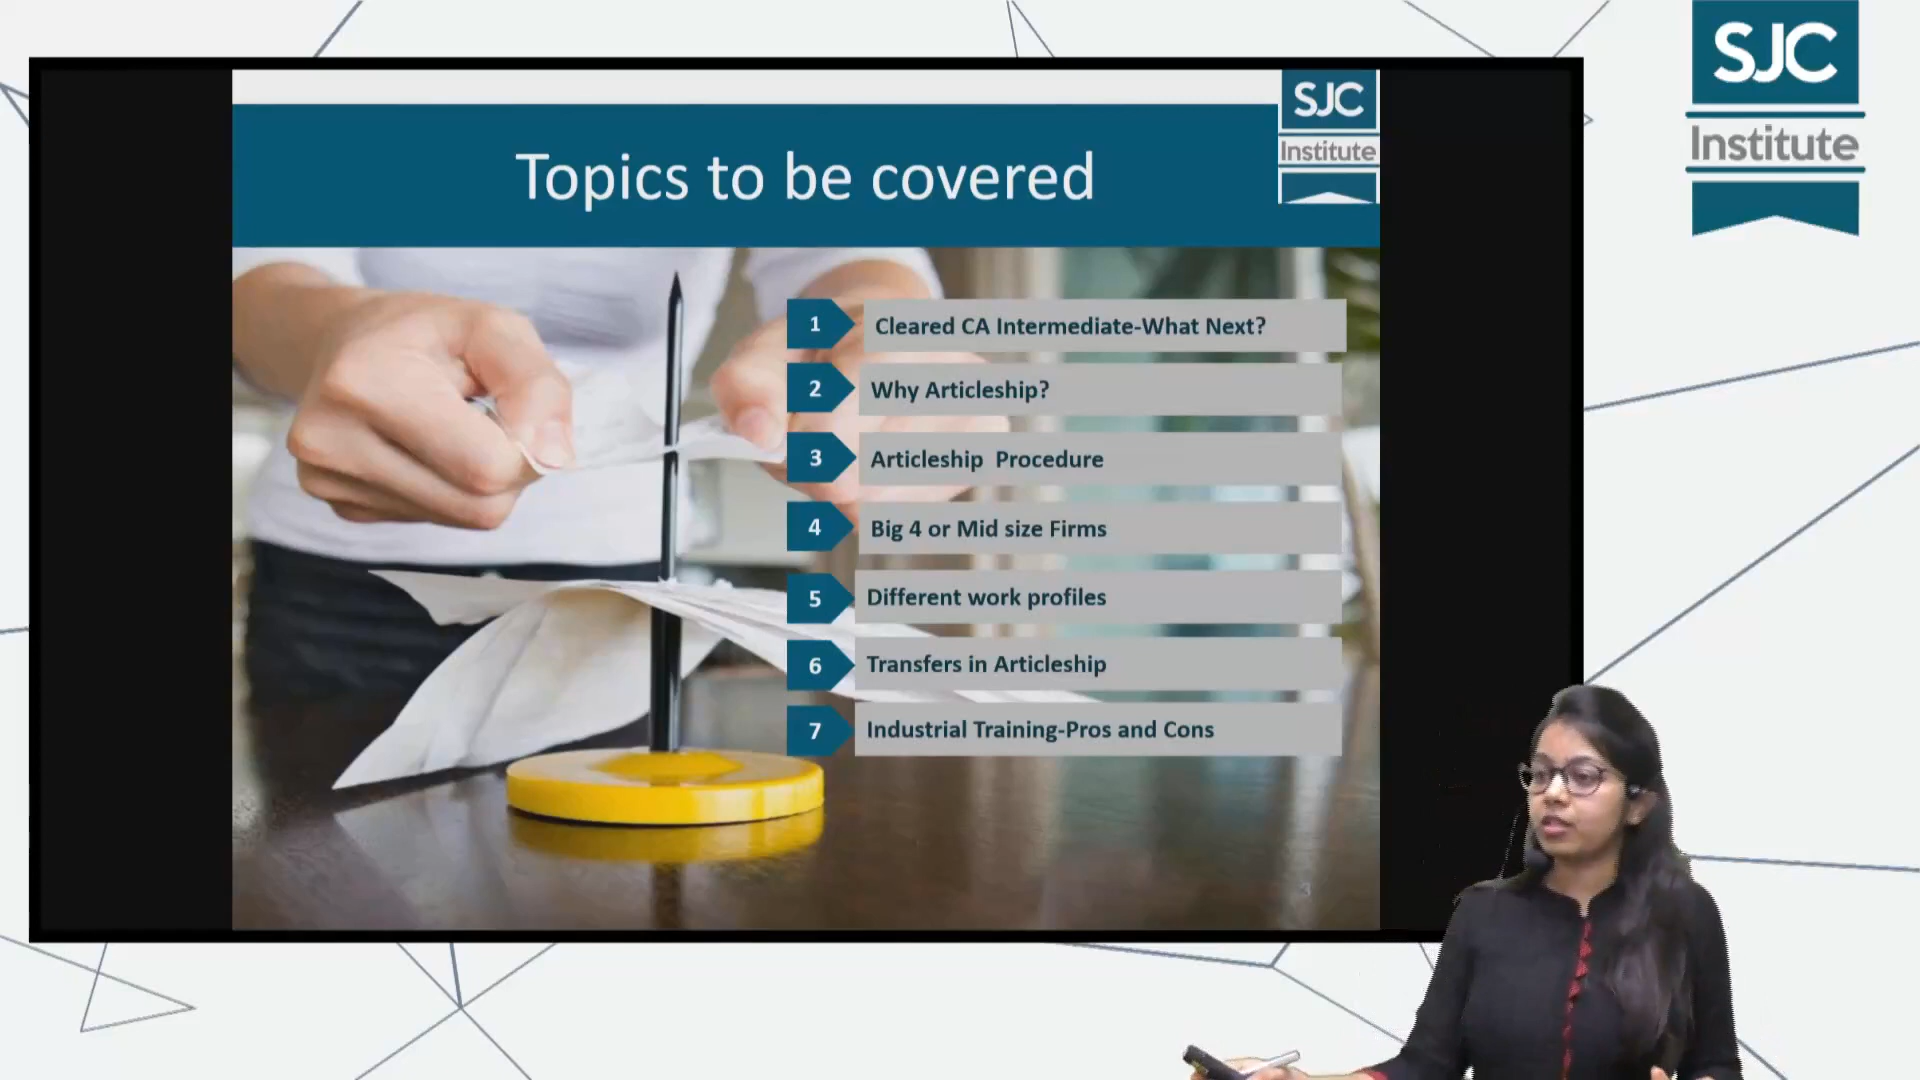 SJC
Institute
SJC
Institute
Topics to be covered
1 Cleared CA Intermediate-What Next?
2 Why Articleship?
3 Articleship Procedure
4 Big 4 or Mid size Firms
5 Different work profiles
6 Transfers in Articleship
7 Industrial Training-Pros and Cons
3